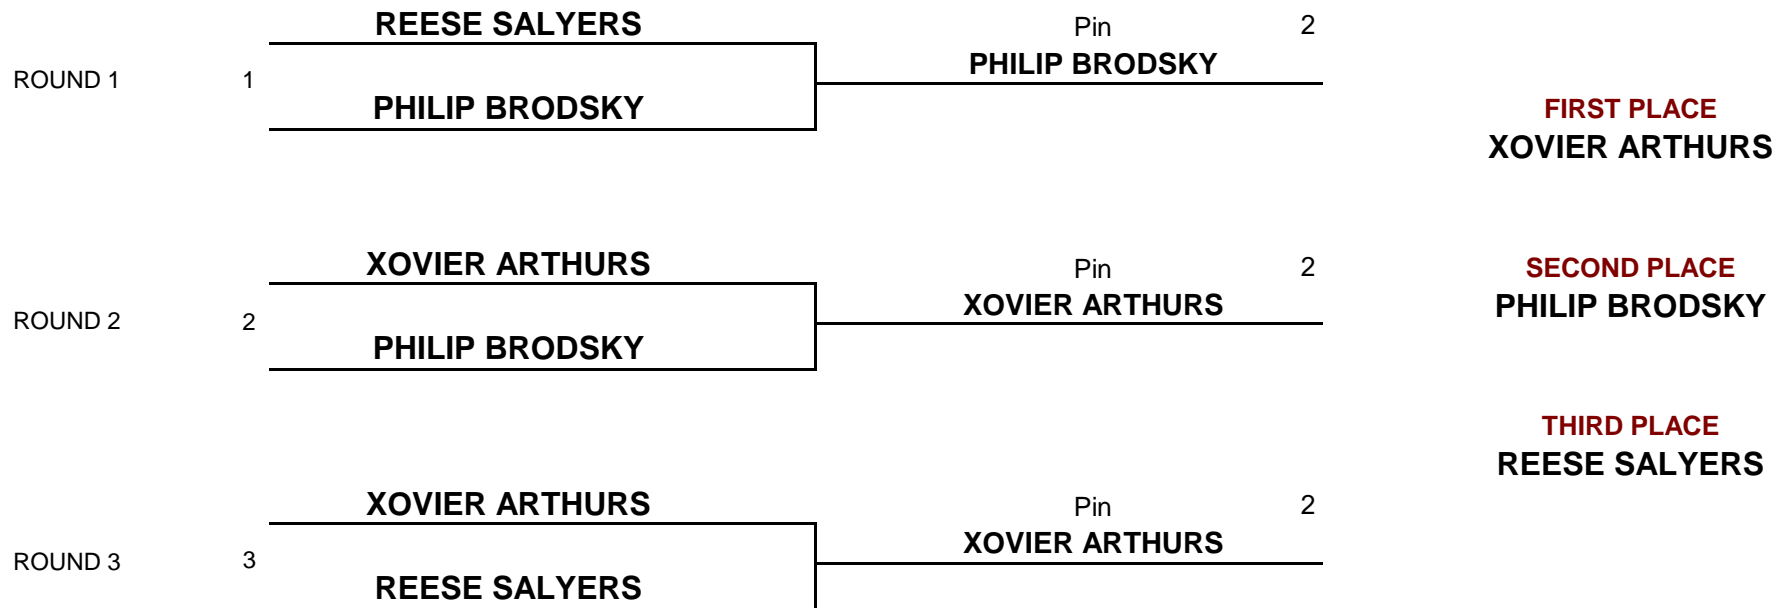 REESE SALYERS
Pin 2
PHILIP BRODSKY
ROUND 1 1
PHILIP BRODSKY
FIRST PLACE
XOVIER ARTHURS
XOVIER ARTHURS
Pin 2
SECOND PLACE
XOVIER ARTHURS
PHILIP BRODSKY
ROUND 2 2
PHILIP BRODSKY
THIRD PLACE
REESE SALYERS
XOVIER ARTHURS
Pin 2
XOVIER ARTHURS
ROUND 3 3
REESE SALYERS